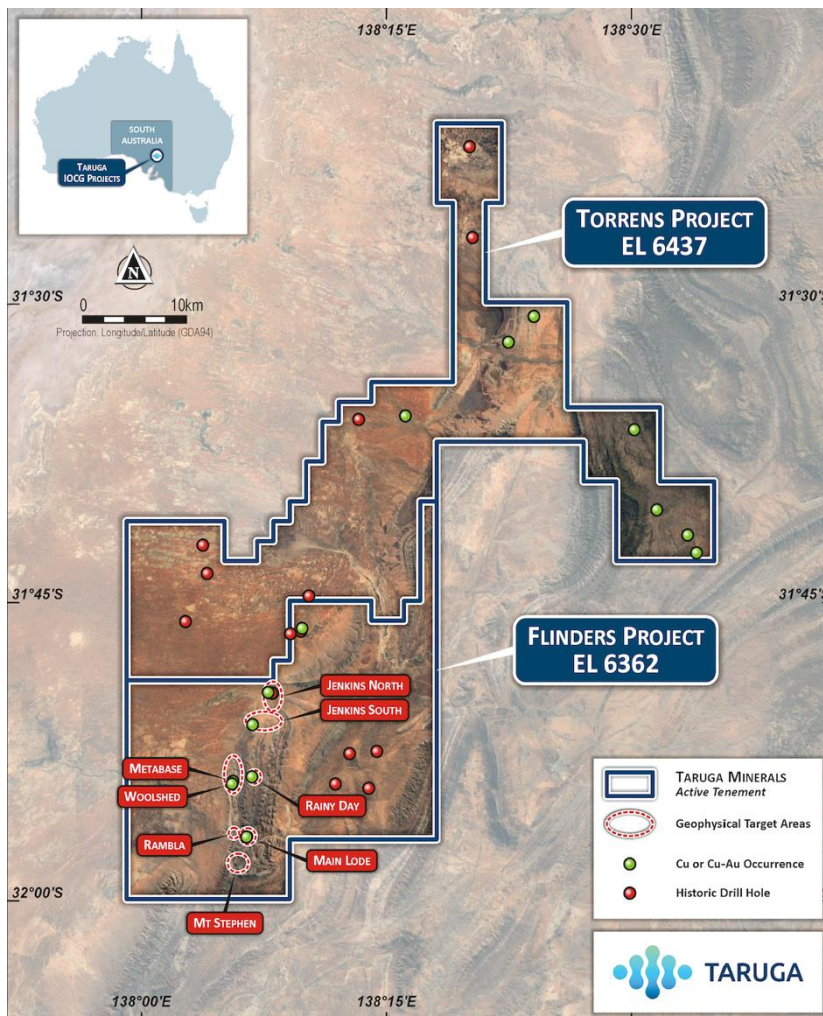 138°15'E
138°30'E
SOUTH
AUSTRALIA
TARUGA
IOCG PROJECTS
N
0 10km
Projection: Longitude/Latitude (GDA94)
TORRENS PROJECT
EL 6437
31°30'S
31°30'S
31°45'S
31°45'S
FLINDERS PROJECT
EL 6362
JENKINS NORTH
JENKINS SOUTH
METABASE
WOOLSHED
RAINY DAY
RAMBLA
MAIN LODE
MT STEPHEN
TARUGA MINERALS
Active Tenement
Geophysical Target Areas
Cu or Cu-Au Occurrence
Historic Drill Hole
32°00'S
32°00'S
TARUGA
138°00'E
138°15'E